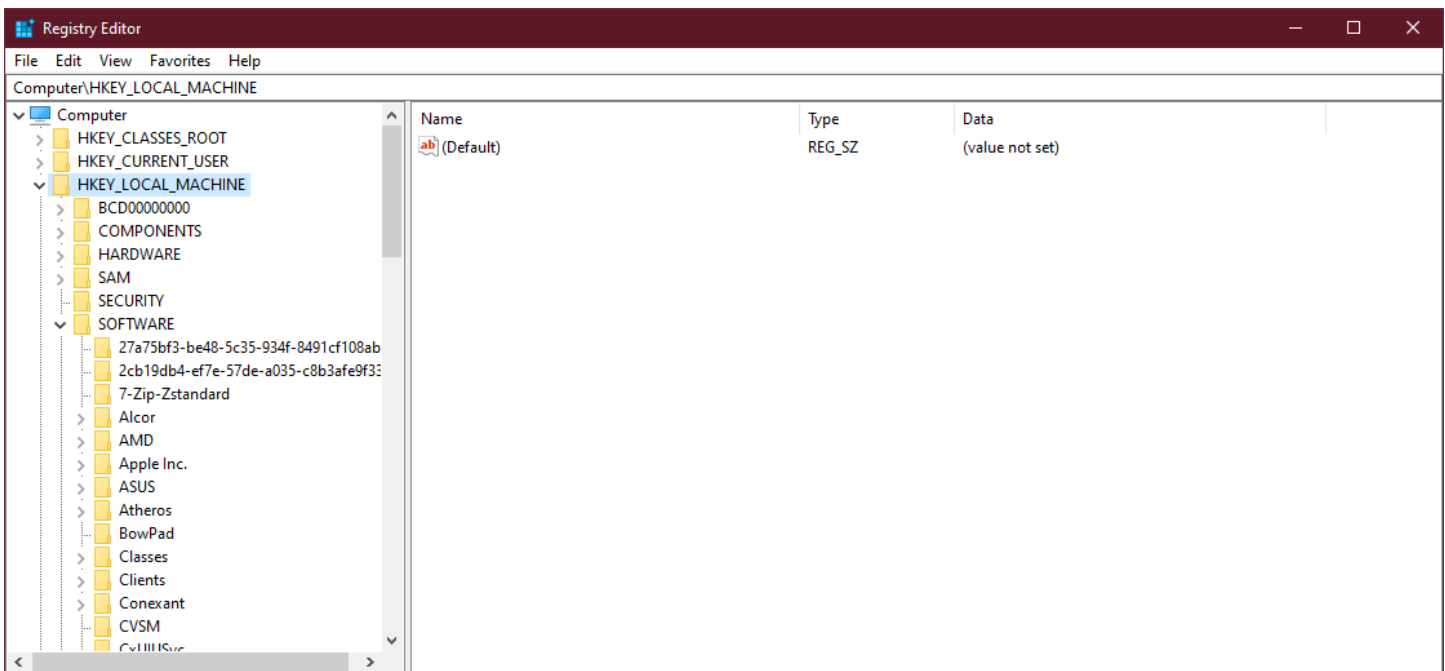 Registry Editor
File Edit View Favorites Help
Computer\HKEY_LOCAL_MACHINE
Computer
HKEY_CLASSES_ROOT
HKEY_CURRENT_USER
HKEY_LOCAL_MACHINE
BCD00000000
COMPONENTS
HARDWARE
SAM
SECURITY
SOFTWARE
27a75bf3-be48-5c35-934f-8491cf108ab
2cb19db4-ef7e-57de-a035-c8b3afe9f33
7-Zip-Zstandard
Alcor
AMD
Apple Inc.
ASUS
Atheros
BowPad
Classes
Clients
Conexant
CVSM
Name Type Data
ab (Default) REG_SZ (value not set)